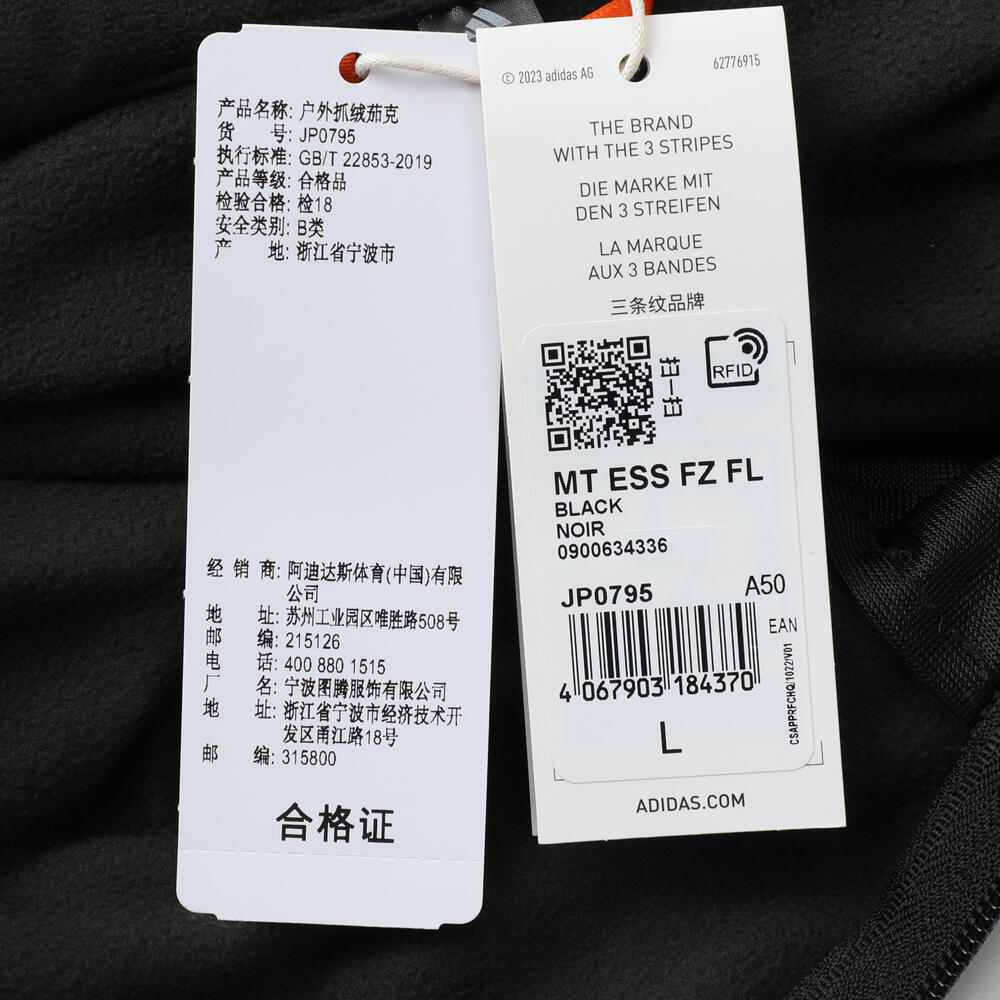 产品名称: 户外抓绒茄克
货 号: JP0795
执行标准: GB/T 22853-2019
产品等级: 合格品
检验合格: 检18
安全类别: B类
产 地: 浙江省宁波市
经 销 商: 阿迪达斯体育(中国)有限
公司
地 址: 苏州工业园区唯胜路508号
邮 编: 215126
电 话: 400 880 1515
厂 名: 宁波图腾服饰有限公司
地 址: 浙江省宁波市经济技术开
发区甬江路18号
邮 编: 315800
合格证
© 2023 adidas AG
62776915
THE BRAND
WITH THE 3 STRIPES
DIE MARKE MIT
DEN 3 STREIFEN
LA MARQUE
AUX 3 BANDES
三条纹品牌
扫一扫
RFID
MT ESS FZ FL
BLACK
NOIR
0900634336
JP0795
A50
EAN
4 067903 184370
CSAPPRFCHQ/1022/V01
L
ADIDAS.COM